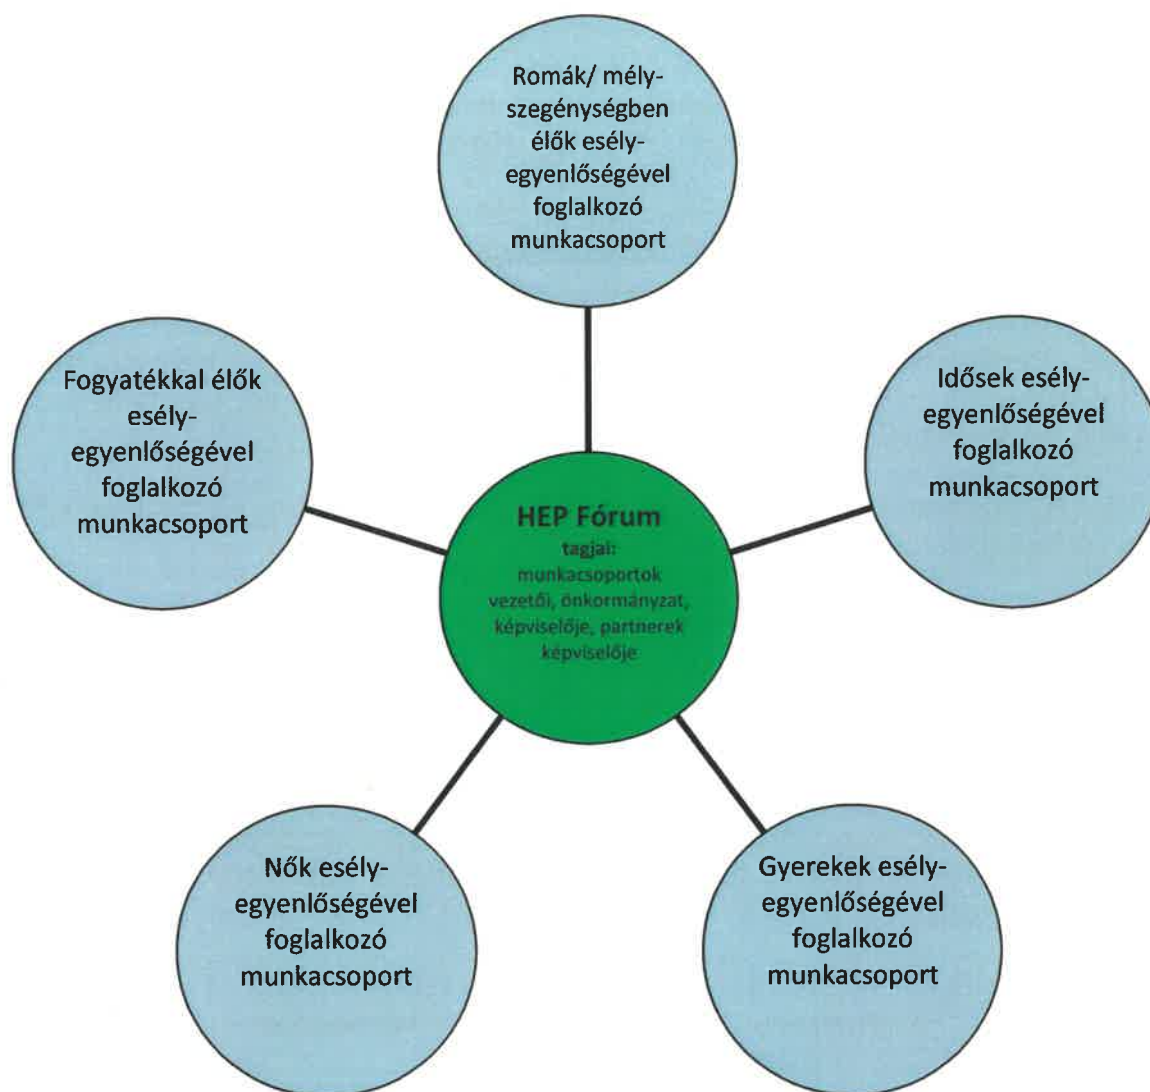 Romák/ mély-
szegénységben
élők esély-
egyenlőségével
foglalkozó
munkacsoport
Fogyatékkal élők
esély-
egyenlőségével
foglalkozó
munkacsoport
Idősek esély-
egyenlőségével
foglalkozó
munkacsoport
HEP Fórum
tagjai:
munkacsoportok
vezetői, önkormányzat,
képviselője, partnerek
képviselője
Nők esély-
egyenlőségével
foglalkozó
munkacsoport
Gyerekek esély-
egyenlőségével
foglalkozó
munkacsoport